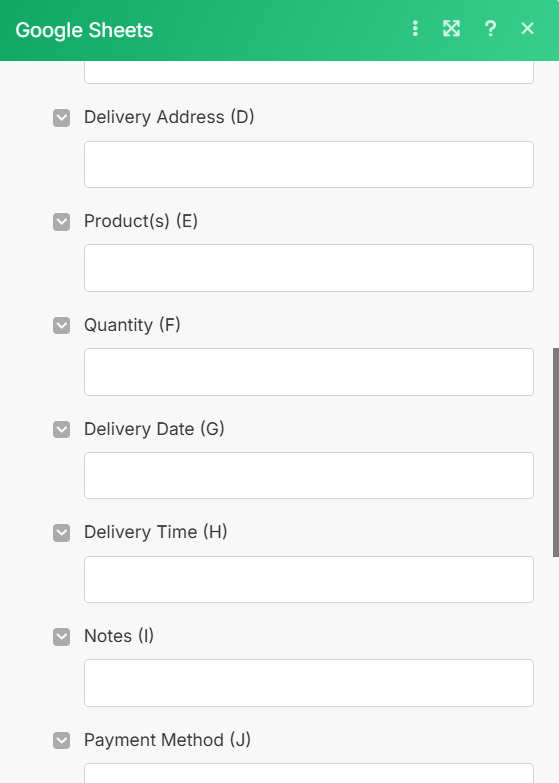 Google Sheets
?
Delivery Address (D)
Product(s) (E)
Quantity (F)
Delivery Date (G)
Delivery Time (H)
Notes (I)
Payment Method (J)